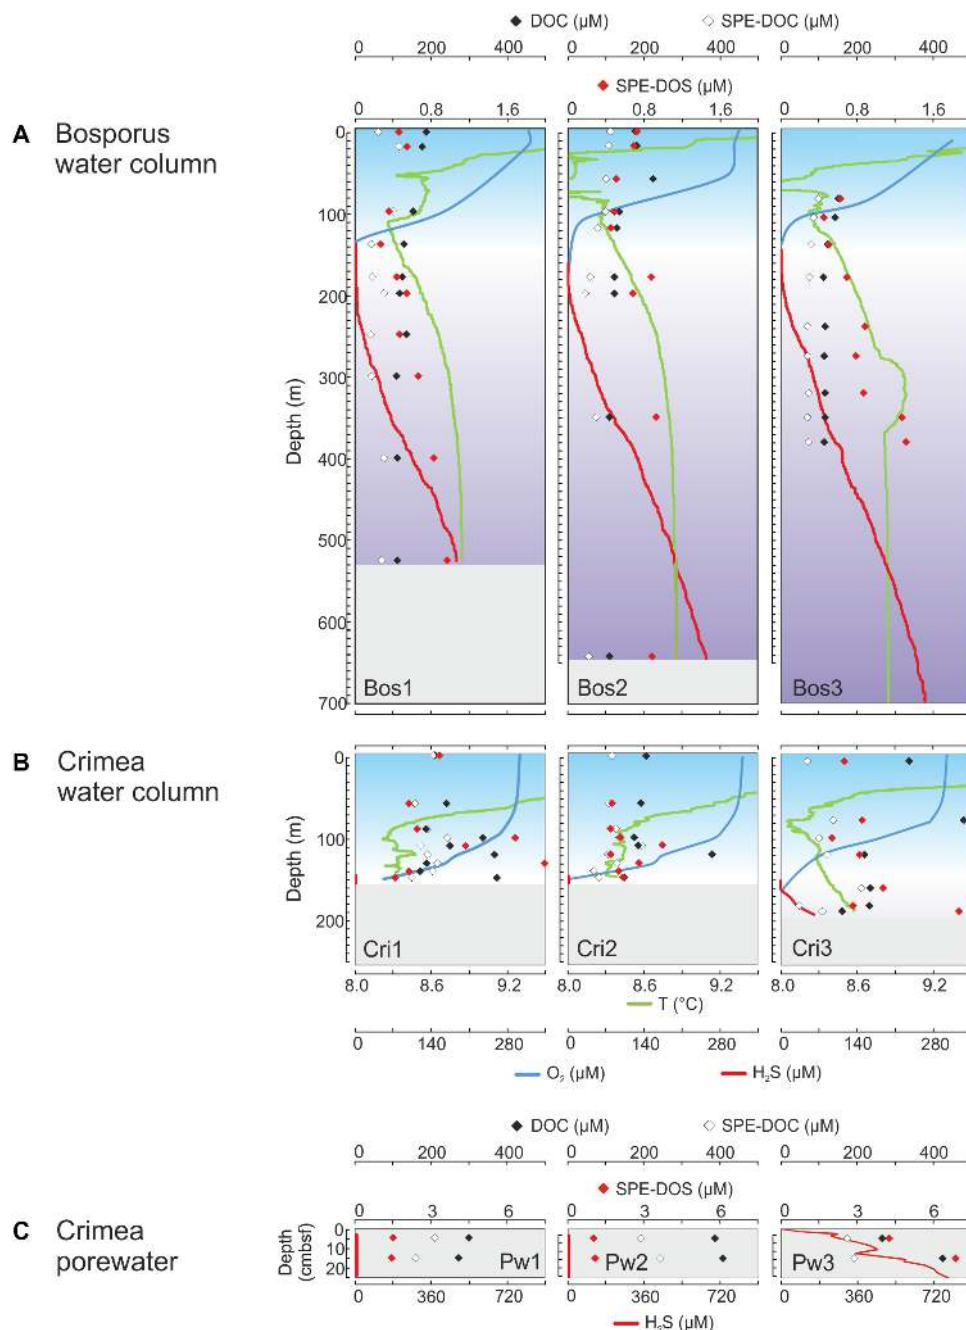 DOC (µM) SPE-DOC (µM)
0 200 400 0 200 400 0 200 400
SPE-DOS (µM)
0 0.8 1.6 0 0.8 1.6 0 0.8 1.6
A Bosporus
water column
Depth (m)
0
100
200
300
400
500
600
700
Bos1 Bos2 Bos3
B Crimea
water column
Depth (m)
0
100
200
Cri1 Cri2 Cri3
8.0 8.6 9.2 8.0 8.6 9.2 8.0 8.6 9.2
T (°C)
0 140 280 0 140 280 0 140 280
O₂ (µM) H₂S (µM)
DOC (µM) SPE-DOC (µM)
0 200 400 0 200 400 0 200 400
SPE-DOS (µM)
0 3 6 0 3 6 0 3 6
C Crimea
porewater
Depth
(cmbsf)
0
10
20
Pw1 Pw2 Pw3
0 360 720 0 360 720 0 360 720
H₂S (µM)